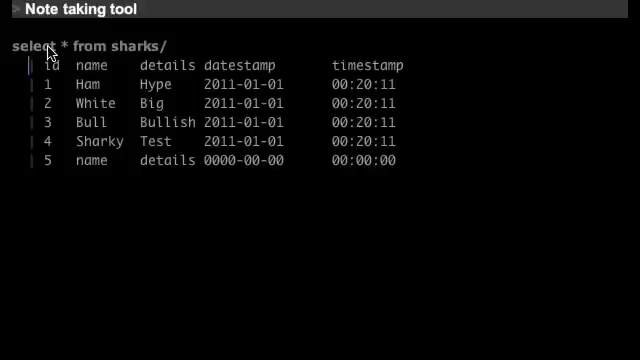 > Note taking tool
select * from sharks/
| id name details datestamp timestamp
| 1 Ham Hype 2011-01-01 00:20:11
| 2 White Big 2011-01-01 00:20:11
| 3 Bull Bullish 2011-01-01 00:20:11
| 4 Sharky Test 2011-01-01 00:20:11
| 5 name details 0000-00-00 00:00:00